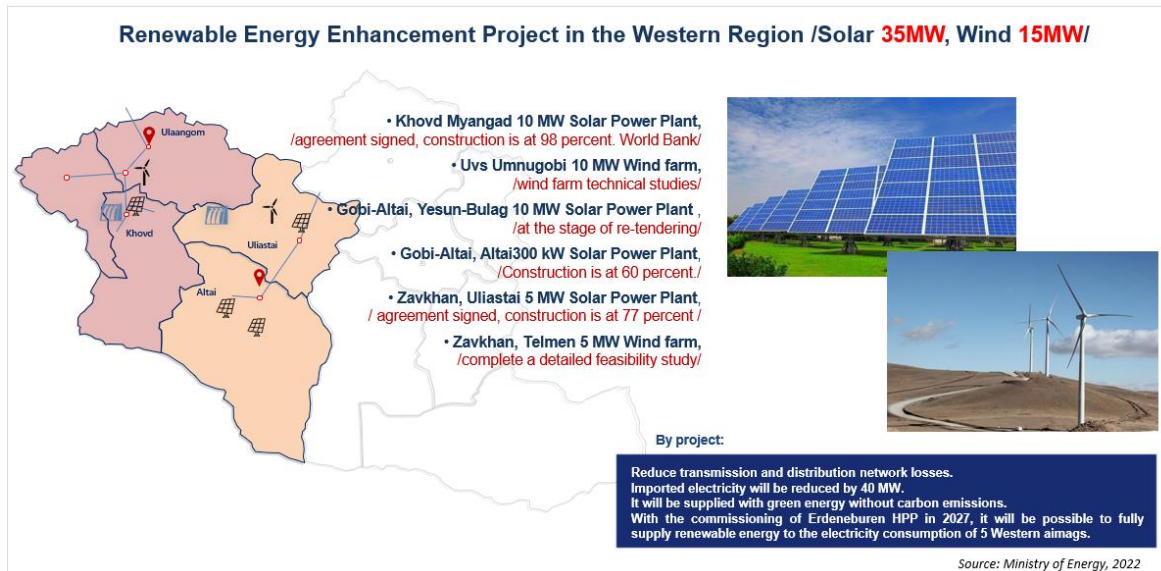 Renewable Energy Enhancement Project in the Western Region /Solar 35MW, Wind 15MW/
Ulaangom
Khovd
Uliastai
Altai
• Khovd Myangad 10 MW Solar Power Plant,
/agreement signed, construction is at 98 percent. World Bank/
• Uvs Umnugobi 10 MW Wind farm,
/wind farm technical studies/
• Gobi-Altai, Yesun-Bulag 10 MW Solar Power Plant ,
/at the stage of re-tendering/
• Gobi-Altai, Altai300 kW Solar Power Plant,
/Construction is at 60 percent./
• Zavkhan, Uliastai 5 MW Solar Power Plant,
/ agreement signed, construction is at 77 percent /
• Zavkhan, Telmen 5 MW Wind farm,
/complete a detailed feasibility study/
By project:
Reduce transmission and distribution network losses.
Imported electricity will be reduced by 40 MW.
It will be supplied with green energy without carbon emissions.
With the commissioning of Erdeneburen HPP in 2027, it will be possible to fully
supply renewable energy to the electricity consumption of 5 Western aimags.
Source: Ministry of Energy, 2022